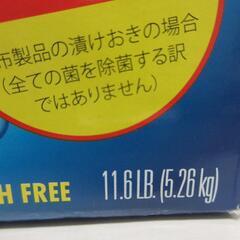 布製品の漬けおきの場合
(全ての菌を除菌する訳
ではありません)
H FREE
11.6 LB. (5.26 kg)